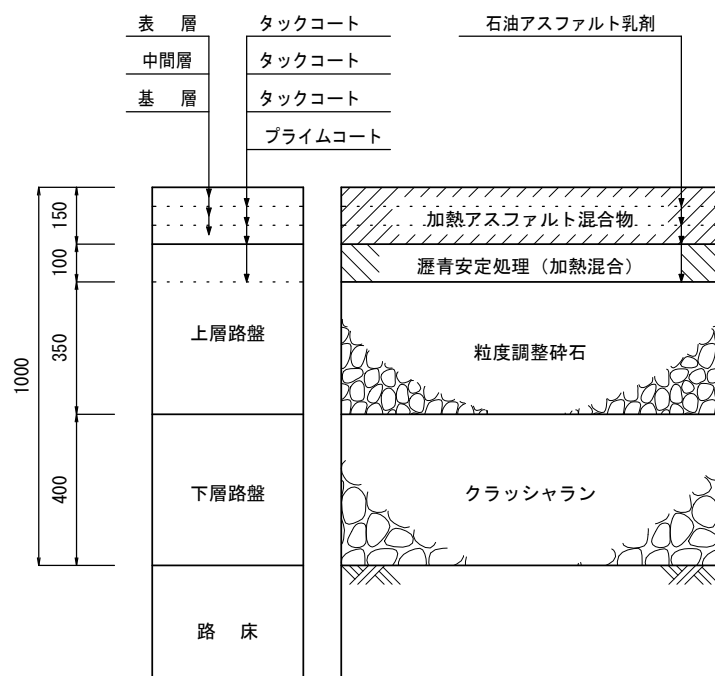 表　層　タックコート　石油アスファルト乳剤
中間層　タックコート
基　層　タックコート
プライムコート
150　加熱アスファルト混合物
100　瀝青安定処理（加熱混合）
1000　350　上層路盤　粒度調整砕石
400　下層路盤　クラッシャラン
路　床